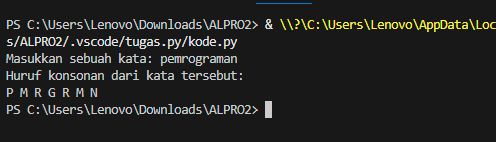 PS C:\Users\Lenovo\Downloads\ALPRO2> & \\?\C:\Users\Lenovo\AppData\Loc
s/ALPRO2/.vscode/tugas.py/kode.py
Masukkan sebuah kata: pemrograman
Huruf konsonan dari kata tersebut:
P M R G R M N
PS C:\Users\Lenovo\Downloads\ALPRO2>